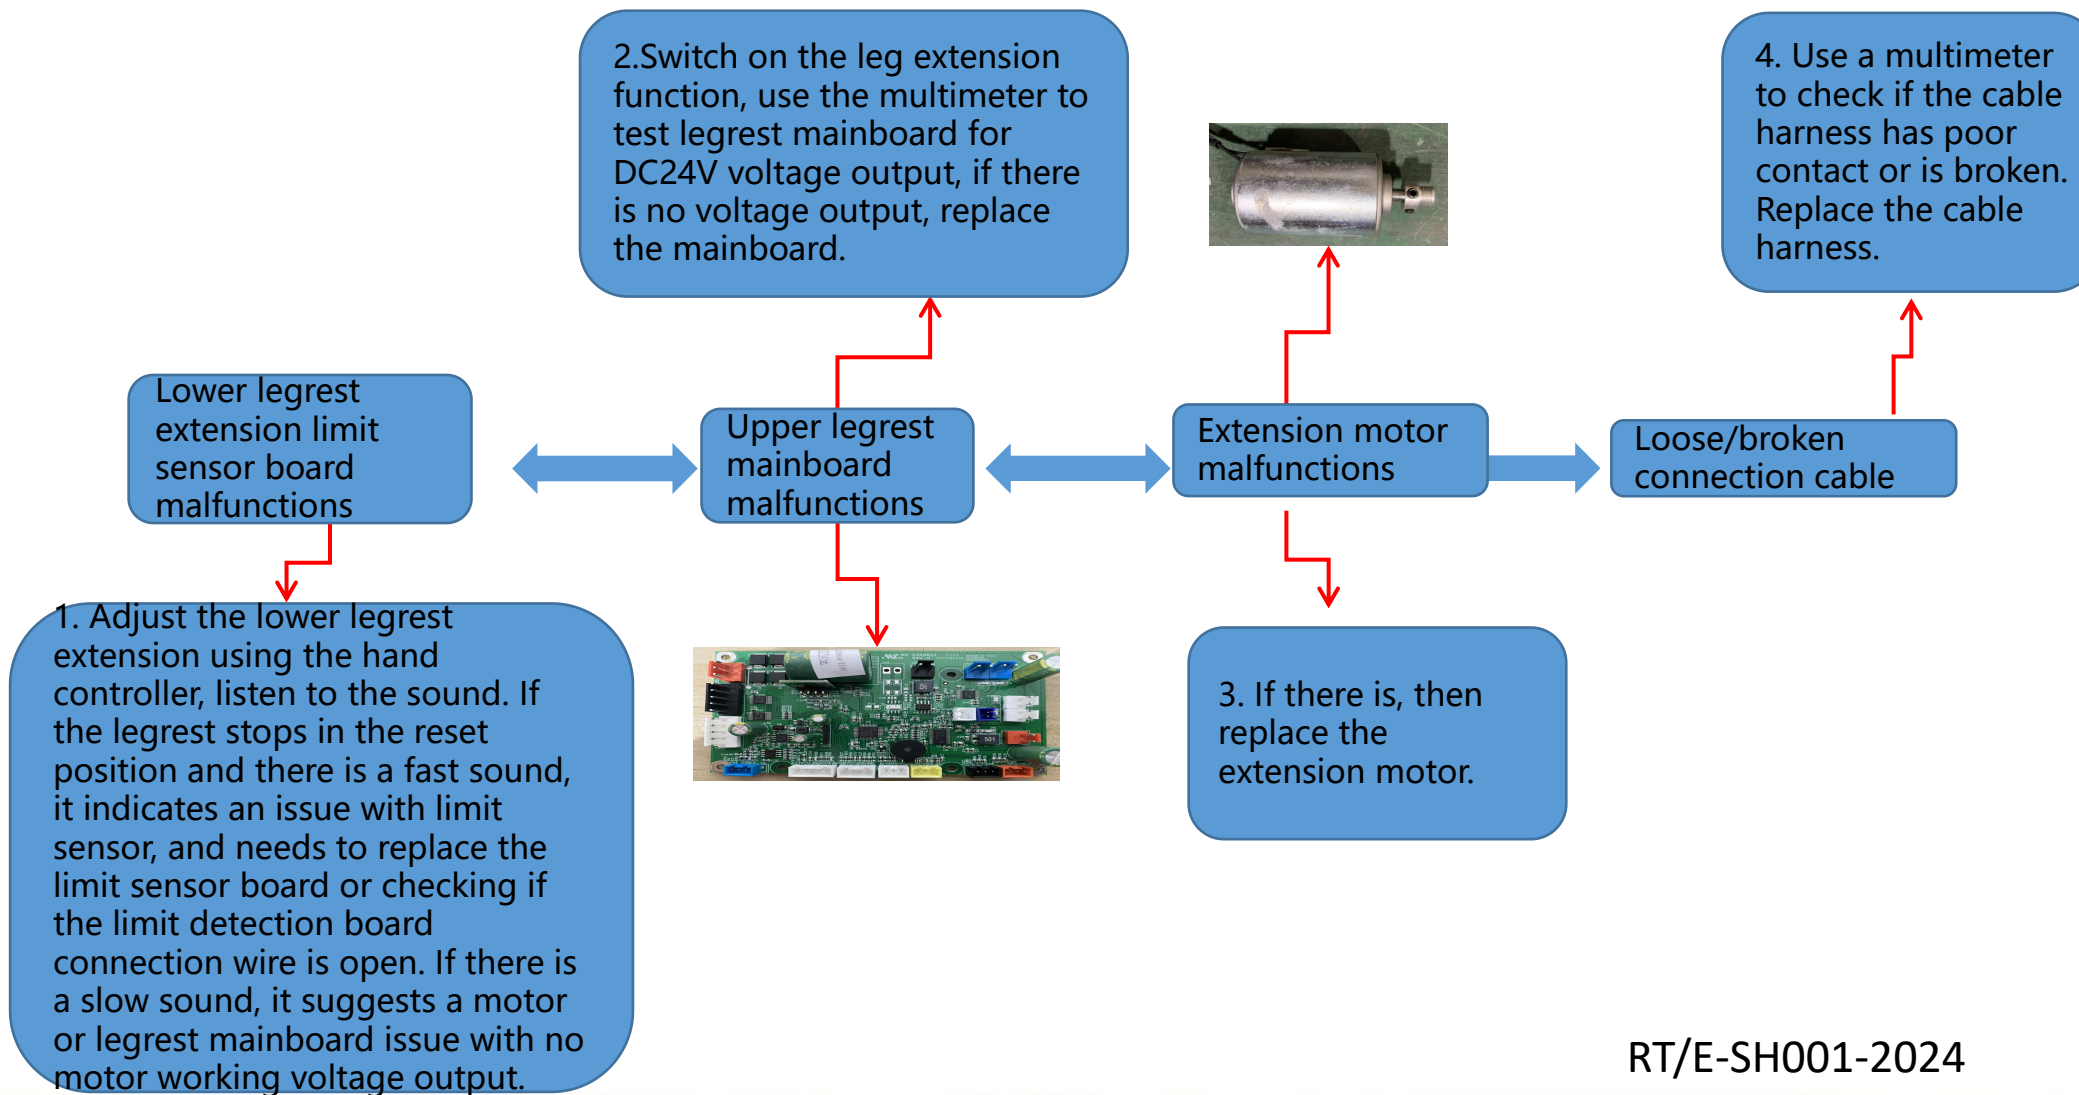 2.Switch on the leg extension
function, use the multimeter to
test legrest mainboard for
DC24V voltage output, if there
is no voltage output, replace
the mainboard.
4. Use a multimeter
to check if the cable
harness has poor
contact or is broken.
Replace the cable
harness.
Lower legrest
extension limit
sensor board
malfunctions
Upper legrest
mainboard
malfunctions
Extension motor
malfunctions
Loose/broken
connection cable
1. Adjust the lower legrest
extension using the hand
controller, listen to the sound. If
the legrest stops in the reset
position and there is a fast sound,
it indicates an issue with limit
sensor, and needs to replace the
limit sensor board or checking if
the limit detection board
connection wire is open. If there is
a slow sound, it suggests a motor
or legrest mainboard issue with no
motor working voltage output.
3. If there is, then
replace the
extension motor.
RT/E-SH001-2024